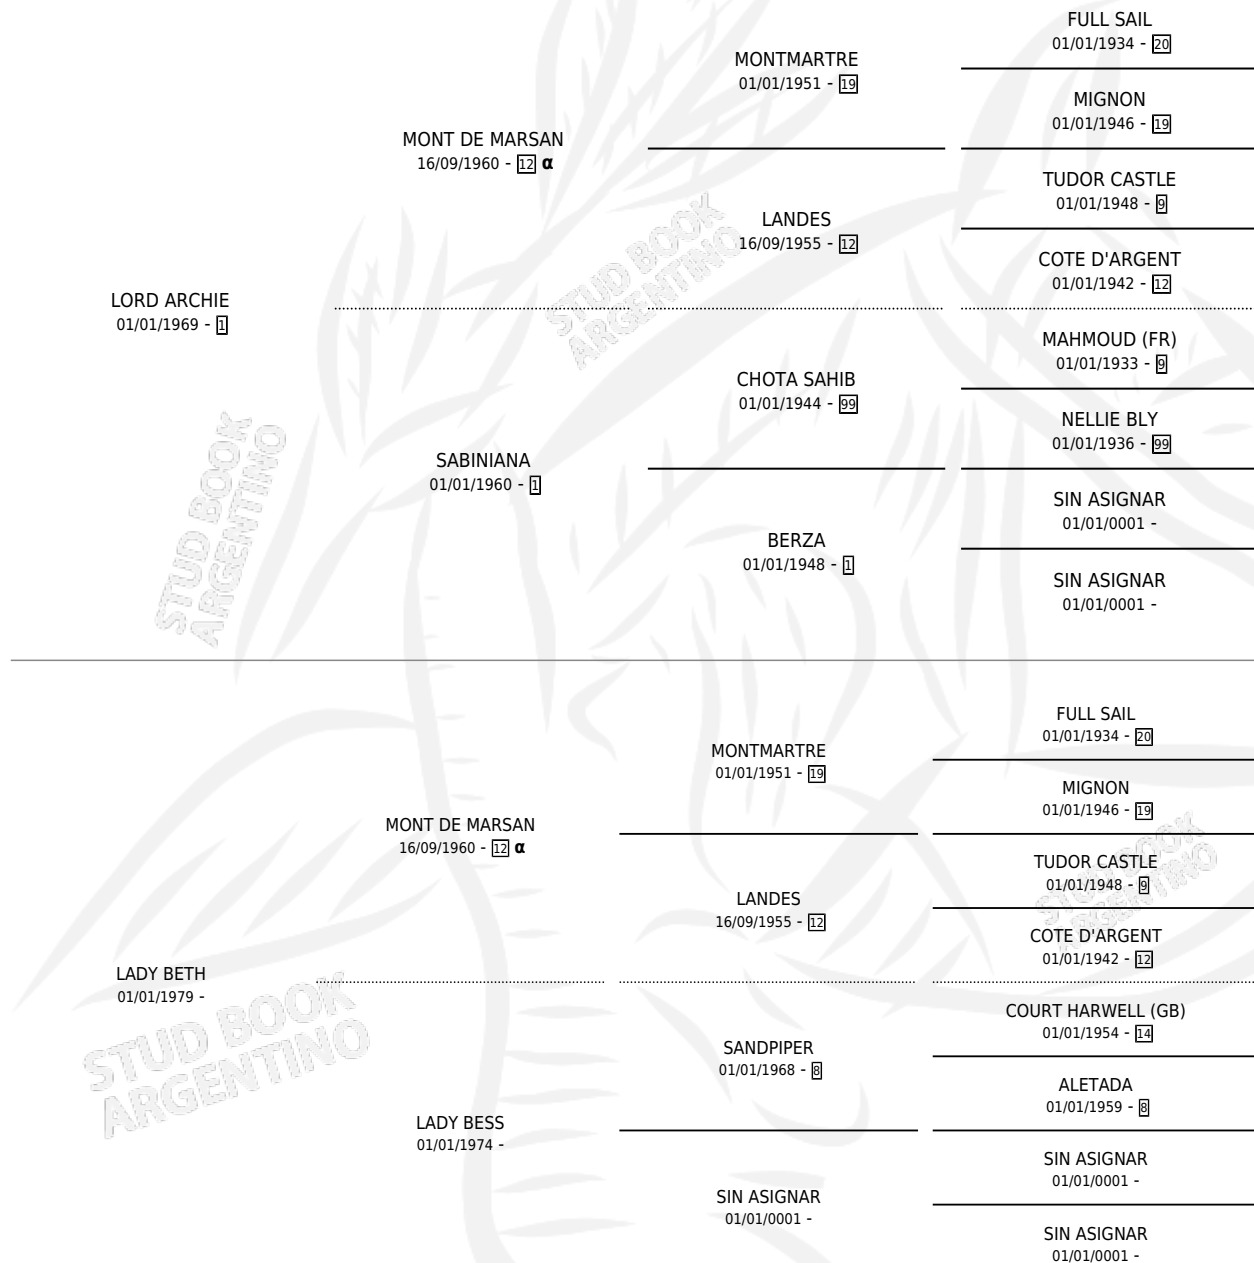 FULL SAIL
01/01/1934 - 20
MONTMARTRE
01/01/1951 - 19
MIGNON
01/01/1946 - 19
MONT DE MARSAN
16/09/1960 - 12 α
TUDOR CASTLE
01/01/1948 - 9
LANDES
16/09/1955 - 12
COTE D'ARGENT
01/01/1942 - 12
LORD ARCHIE
01/01/1969 - 1
MAHMOUD (FR)
01/01/1933 - 9
CHOTA SAHIB
01/01/1944 - 99
NELLIE BLY
01/01/1936 - 99
SABINIANA
01/01/1960 - 1
SIN ASIGNAR
01/01/0001 -
BERZA
01/01/1948 - 1
SIN ASIGNAR
01/01/0001 -
STUD BOOK
ARGENTINO
STUD BOOK
ARGENTINO
FULL SAIL
01/01/1934 - 20
MONTMARTRE
01/01/1951 - 19
MIGNON
01/01/1946 - 19
MONT DE MARSAN
16/09/1960 - 12 α
TUDOR CASTLE
01/01/1948 - 9
LANDES
16/09/1955 - 12
COTE D'ARGENT
01/01/1942 - 12
LADY BETH
01/01/1979 -
COURT HARWELL (GB)
01/01/1954 - 14
SANDPIPER
01/01/1968 - 8
ALETADA
01/01/1959 - 8
LADY BESS
01/01/1974 -
SIN ASIGNAR
01/01/0001 -
SIN ASIGNAR
01/01/0001 -
SIN ASIGNAR
01/01/0001 -
STUD BOOK
ARGENTINO
STUD BOOK
ARGENTINO